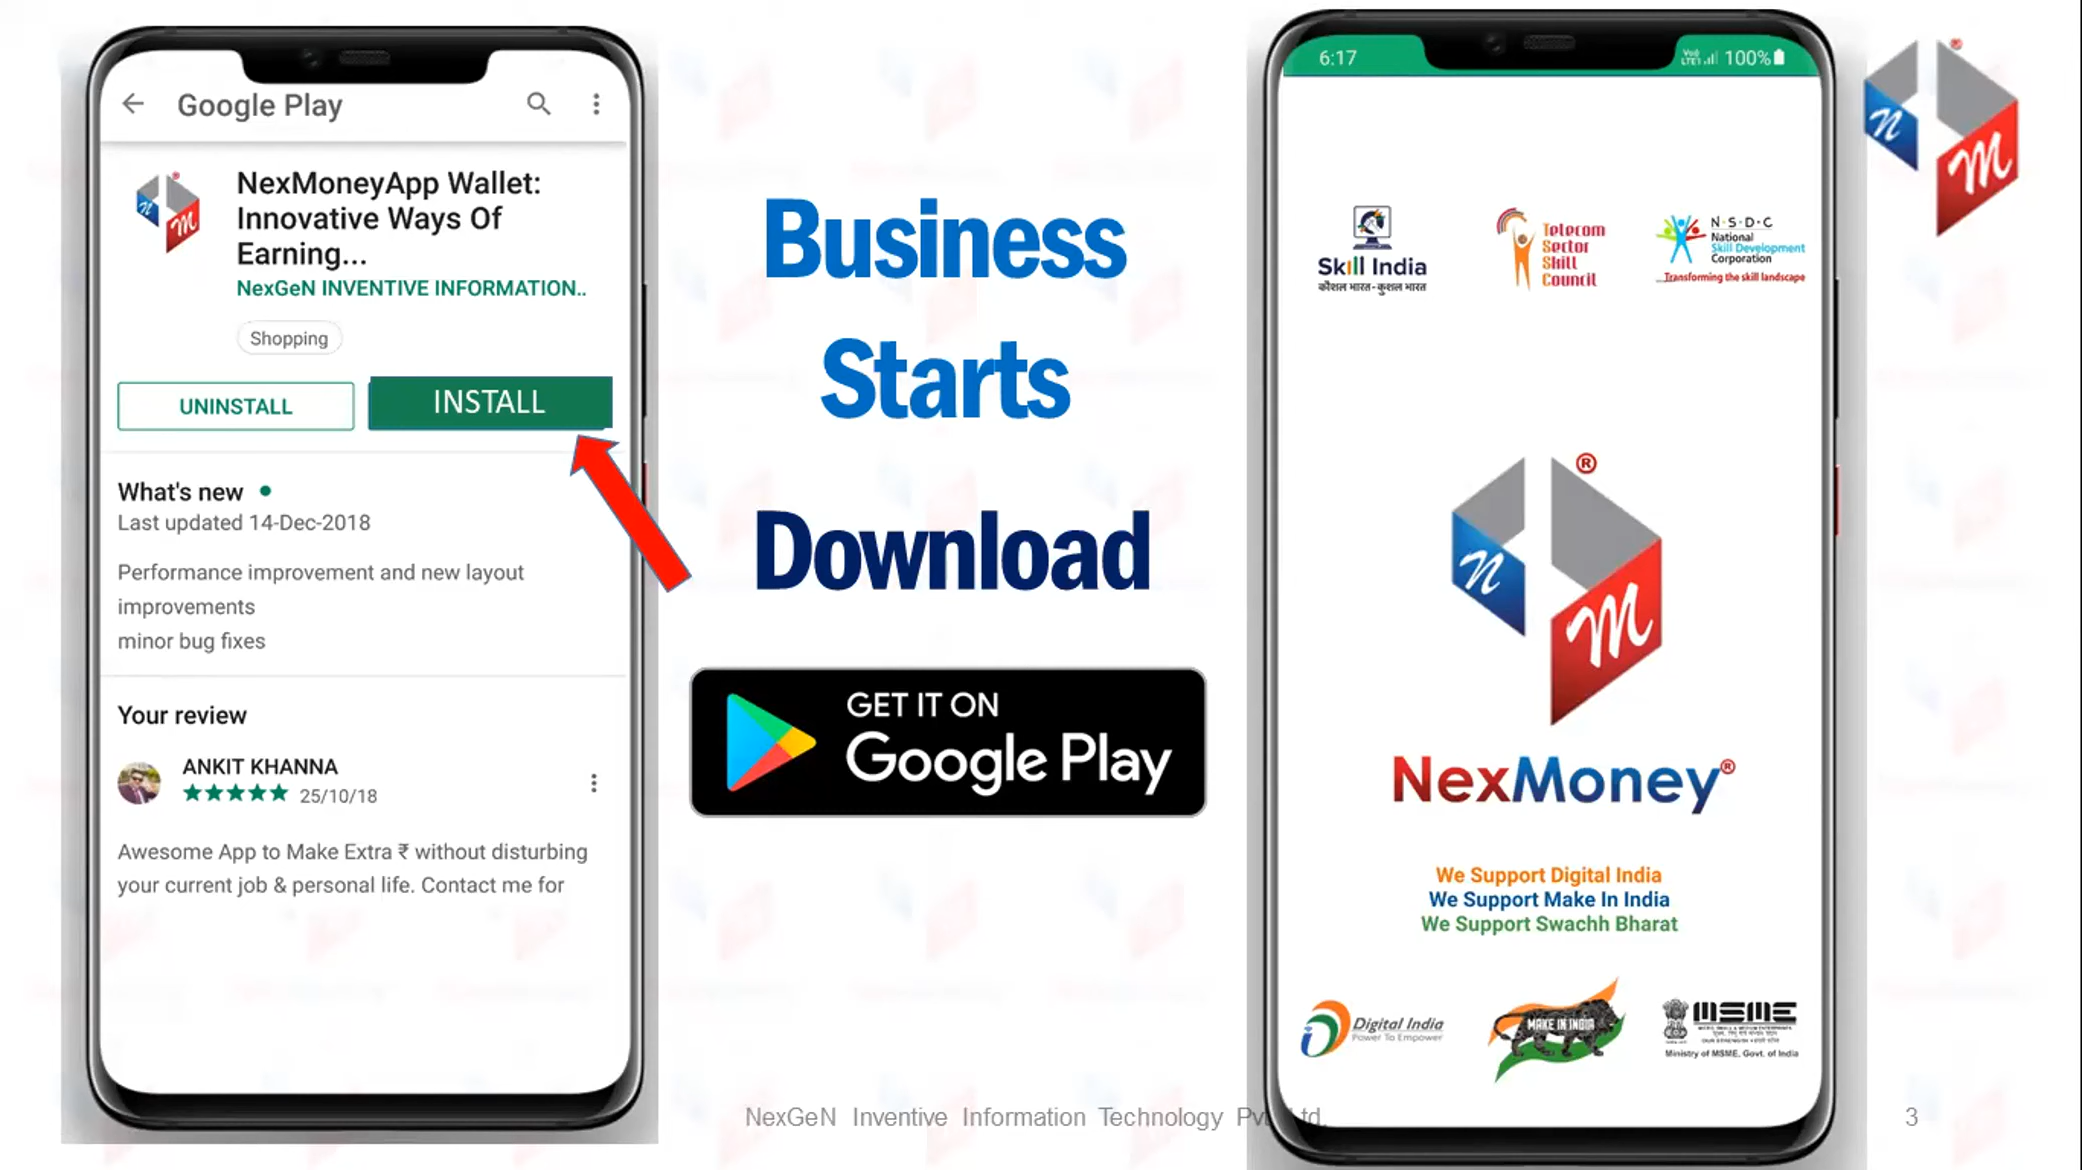 Google Play
NexMoneyApp Wallet:
Innovative Ways Of
Earning...
NexGeN INVENTIVE INFORMATION..
Shopping
UNINSTALL
INSTALL
What's new
Last updated 14-Dec-2018
Performance improvement and new layout
improvements
minor bug fixes
Your review
ANKIT KHANNA
★★★★★ 25/10/18
Awesome App to Make Extra ₹ without disturbing
your current job & personal life. Contact me for
Business
Starts
Download
GET IT ON
Google Play
6:17
100%
Skill India
कौशल भारत-कुशल भारत
Telecom
Sector
Skill
Council
N·S·D·C
National
Skill Development
Corporation
Transforming the skill landscape
n
m
®
NexMoney®
We Support Digital India
We Support Make In India
We Support Swachh Bharat
Digital India
Power To Empower
MAKE IN INDIA
MSME
Ministry of MSME, Govt. of India
n
m
NexGeN Inventive Information Technology
3